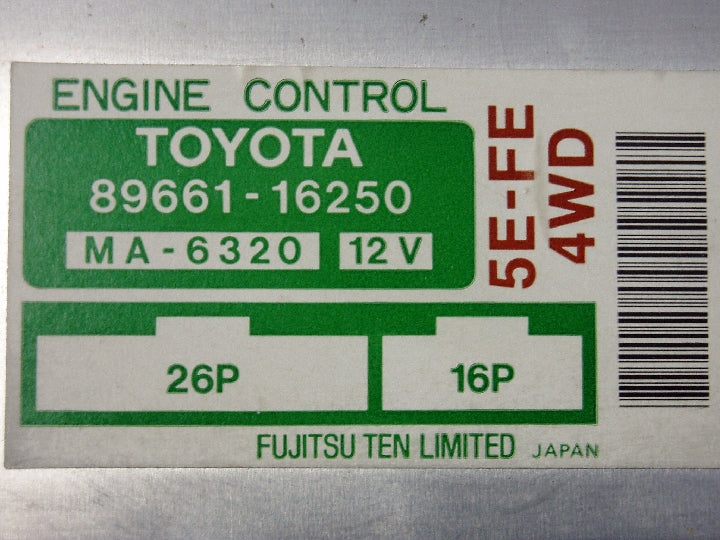 ENGINE CONTROL
TOYOTA
89661-16250
MA-6320 12V
5E-FE
4WD
26P 16P
FUJITSU TEN LIMITED JAPAN